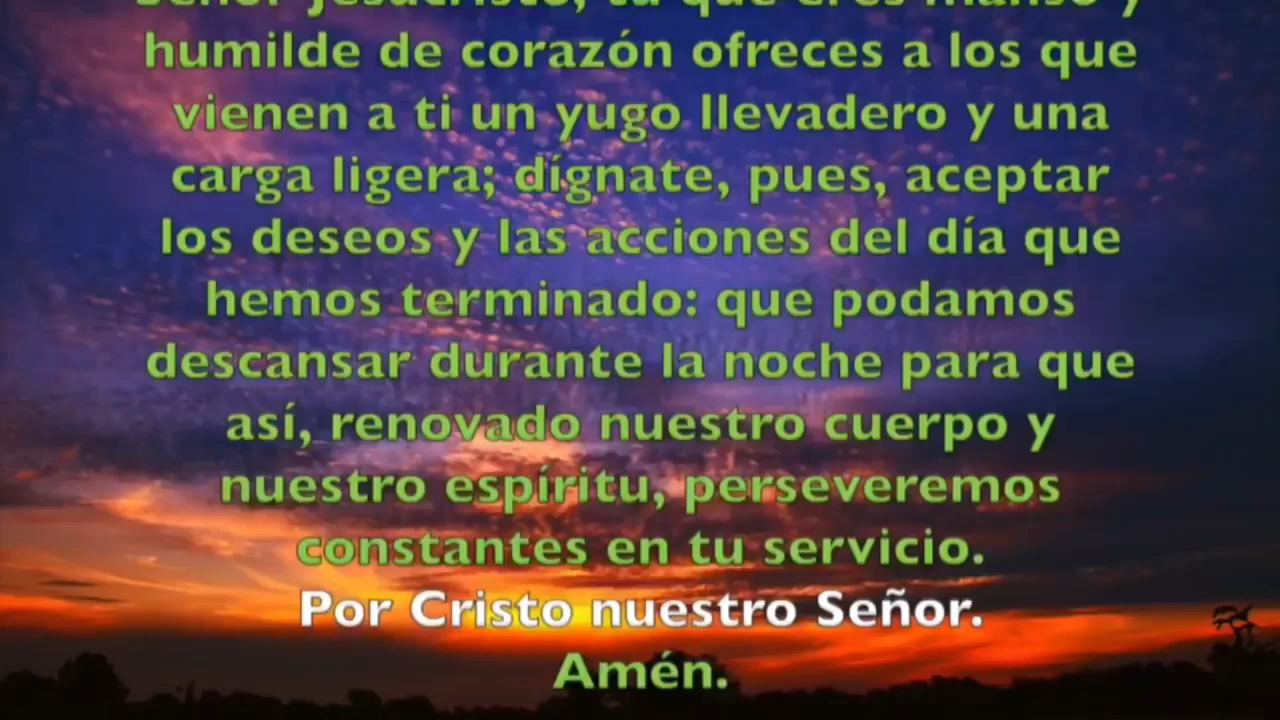 Señor Jesucristo, tú que eres manso y
humilde de corazón ofreces a los que
vienen a ti un yugo llevadero y una
carga ligera; dígnate, pues, aceptar
los deseos y las acciones del día que
hemos terminado: que podamos
descansar durante la noche para que
así, renovado nuestro cuerpo y
nuestro espíritu, perseveremos
constantes en tu servicio.
Por Cristo nuestro Señor.
Amén.